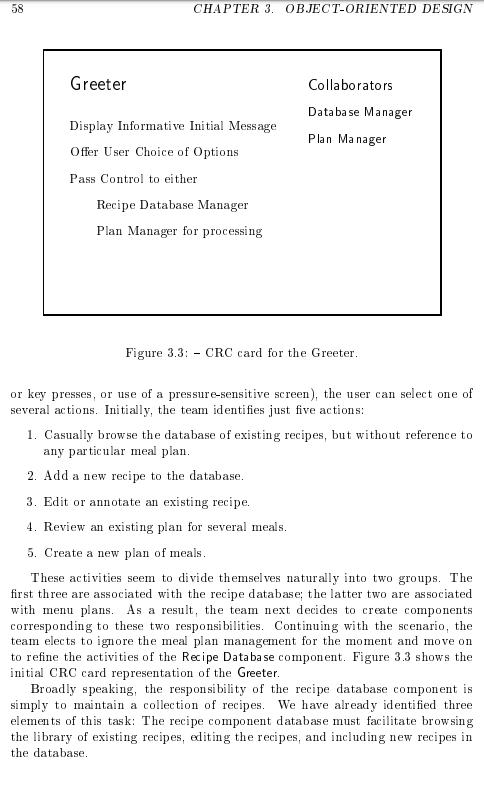 58 CHAPTER 3. OBJECT-ORIENTED DESIGN
Greeter
Display Informative Initial Message
Offer User Choice of Options
Pass Control to either
Recipe Database Manager
Plan Manager for processing
Collaborators
Database Manager
Plan Manager
Figure 3.3: – CRC card for the Greeter.
or key presses, or use of a pressure-sensitive screen), the user can select one of
several actions. Initially, the team identifies just five actions:
1. Casually browse the database of existing recipes, but without reference to
any particular meal plan.
2. Add a new recipe to the database.
3. Edit or annotate an existing recipe.
4. Review an existing plan for several meals.
5. Create a new plan of meals.
These activities seem to divide themselves naturally into two groups. The
first three are associated with the recipe database; the latter two are associated
with menu plans. As a result, the team next decides to create components
corresponding to these two responsibilities. Continuing with the scenario, the
team elects to ignore the meal plan management for the moment and move on
to refine the activities of the Recipe Database component. Figure 3.3 shows the
initial CRC card representation of the Greeter.
Broadly speaking, the responsibility of the recipe database component is
simply to maintain a collection of recipes. We have already identified three
elements of this task: The recipe component database must facilitate browsing
the library of existing recipes, editing the recipes, and including new recipes in
the database.